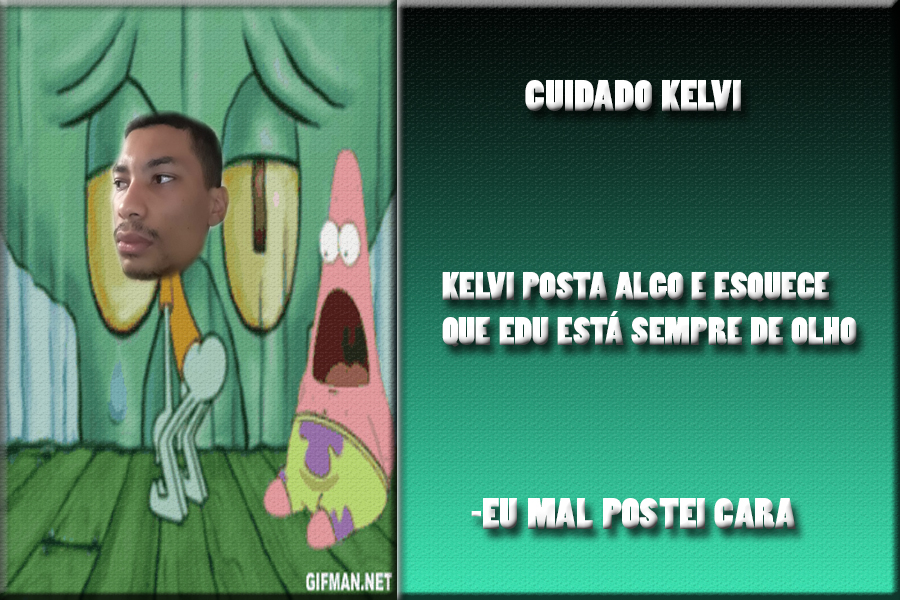 CUIDADO KELVI
KELVI POSTA ALGO E ESQUECE
QUE EDU ESTÁ SEMPRE DE OLHO
-EU MAL POSTEI CARA
GIFMAN.NET